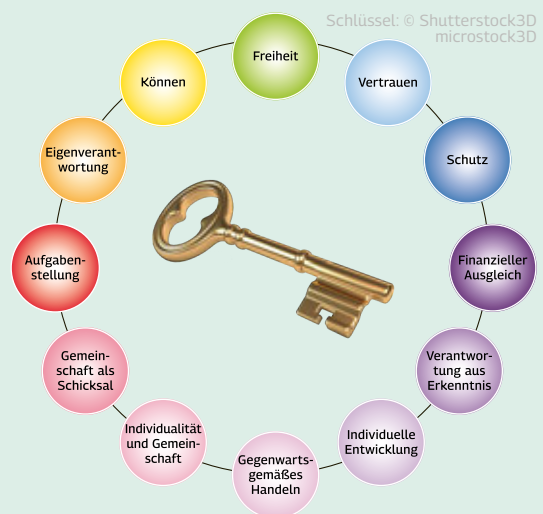 Schlüssel: © Shutterstock3D
microstock3D
Freiheit
Vertrauen
Schutz
Finanzieller
Ausgleich
Verantwor-
tung aus
Erkenntnis
Individuelle
Entwicklung
Gegenwarts-
gemäßes
Handeln
Individualität
und Gemein-
schaft
Gemein-
schaft als
Schicksal
Aufgaben-
stellung
Eigenverant-
wortung
Können